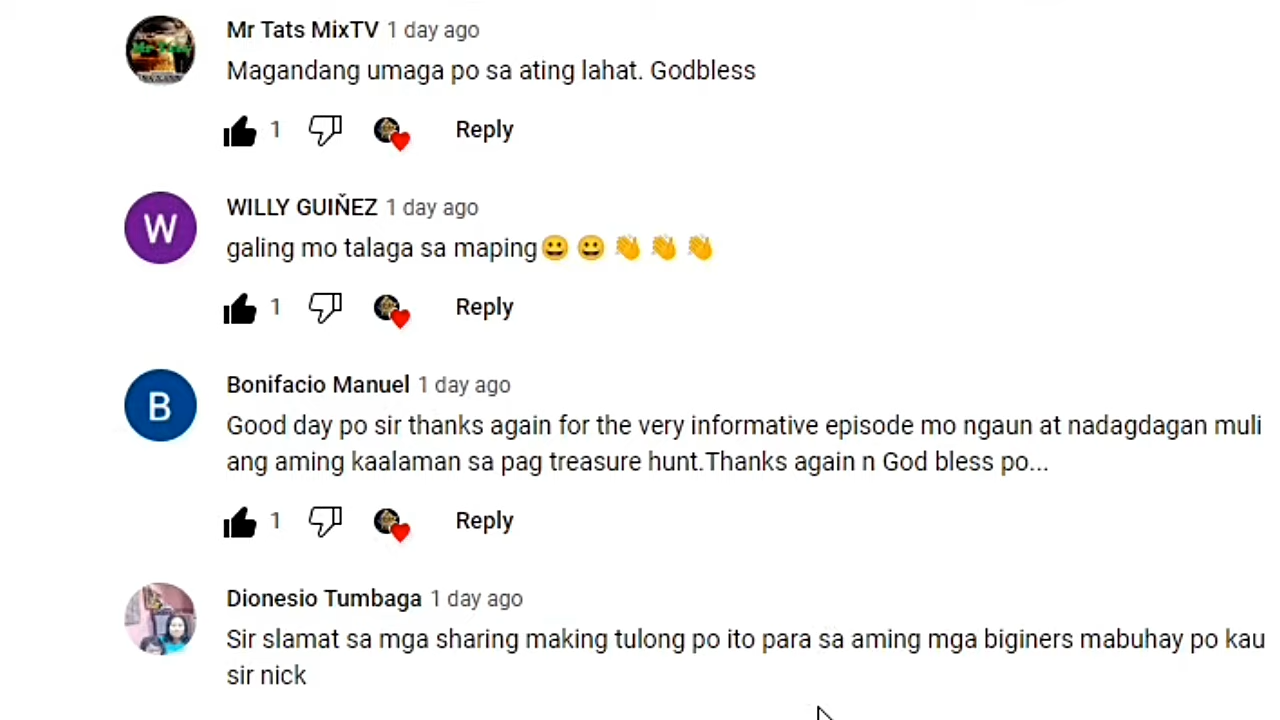 Mr Tats MixTV 1 day ago
Magandang umaga po sa ating lahat. Godbless
1 Reply
W
WILLY GUIŇEZ 1 day ago
galing mo talaga sa maping😀😀👏👏👏
1 Reply
B
Bonifacio Manuel 1 day ago
Good day po sir thanks again for the very informative episode mo ngaun at nadagdagan muli
ang aming kaalaman sa pag treasure hunt.Thanks again n God bless po...
1 Reply
Dionesio Tumbaga 1 day ago
Sir slamat sa mga sharing making tulong po ito para sa aming mga biginers mabuhay po kau
sir nick